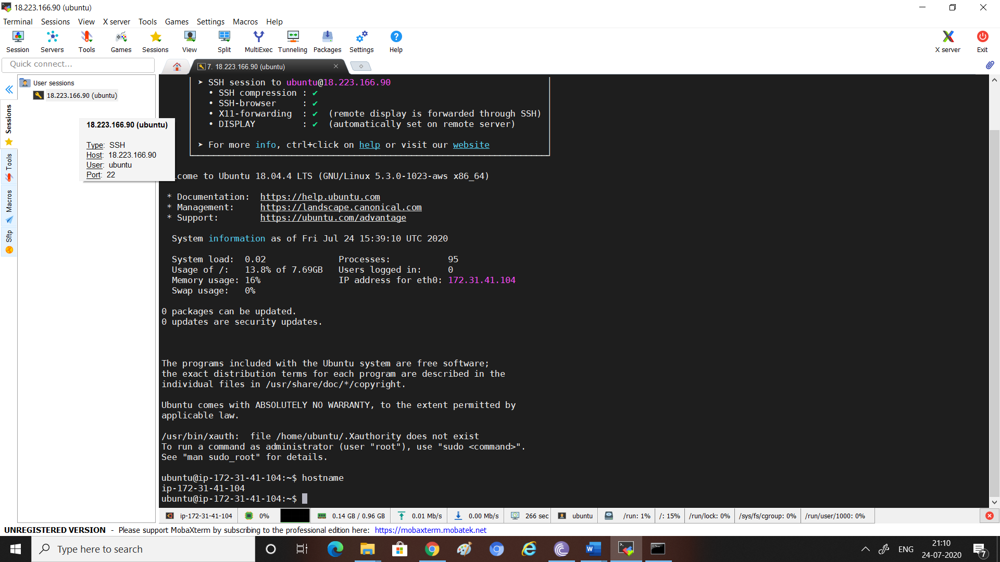 18.223.166.90 (ubuntu)
Terminal Sessions View X server Tools Games Settings Macros Help
Session Servers Tools Games Sessions View Split MultiExec Tunneling Packages Settings Help X server Exit
Quick connect...
7. 18.223.166.90 (ubuntu)
User sessions
18.223.166.90 (ubuntu)
Sessions
Tools
Macros
Sftp
18.223.166.90 (ubuntu)
Type: SSH
Host: 18.223.166.90
User: ubuntu
Port: 22
➤ SSH session to ubuntu@18.223.166.90
• SSH compression : ✔
• SSH-browser : ✔
• X11-forwarding : ✔ (remote display is forwarded through SSH)
• DISPLAY : ✔ (automatically set on remote server)
➤ For more info, ctrl+click on help or visit our website
come to Ubuntu 18.04.4 LTS (GNU/Linux 5.3.0-1023-aws x86_64)
* Documentation: https://help.ubuntu.com
* Management: https://landscape.canonical.com
* Support: https://ubuntu.com/advantage
System information as of Fri Jul 24 15:39:10 UTC 2020
System load: 0.02 Processes: 95
Usage of /: 13.8% of 7.69GB Users logged in: 0
Memory usage: 16% IP address for eth0: 172.31.41.104
Swap usage: 0%
0 packages can be updated.
0 updates are security updates.
The programs included with the Ubuntu system are free software;
the exact distribution terms for each program are described in the
individual files in /usr/share/doc/*/copyright.
Ubuntu comes with ABSOLUTELY NO WARRANTY, to the extent permitted by
applicable law.
/usr/bin/xauth: file /home/ubuntu/.Xauthority does not exist
To run a command as administrator (user "root"), use "sudo <command>".
See "man sudo_root" for details.
ubuntu@ip-172-31-41-104:~$ hostname
ip-172-31-41-104
ubuntu@ip-172-31-41-104:~$
ip-172-31-41-104 0% 0.14 GB / 0.96 GB 0.01 Mb/s 0.00 Mb/s 266 sec ubuntu /run: 1% /: 15% /run/lock: 0% /sys/fs/cgroup: 0% /run/user/1000: 0%
UNREGISTERED VERSION - Please support MobaXterm by subscribing to the professional edition here: https://mobaxterm.mobatek.net
Type here to search
ENG
21:10
24-07-2020
7